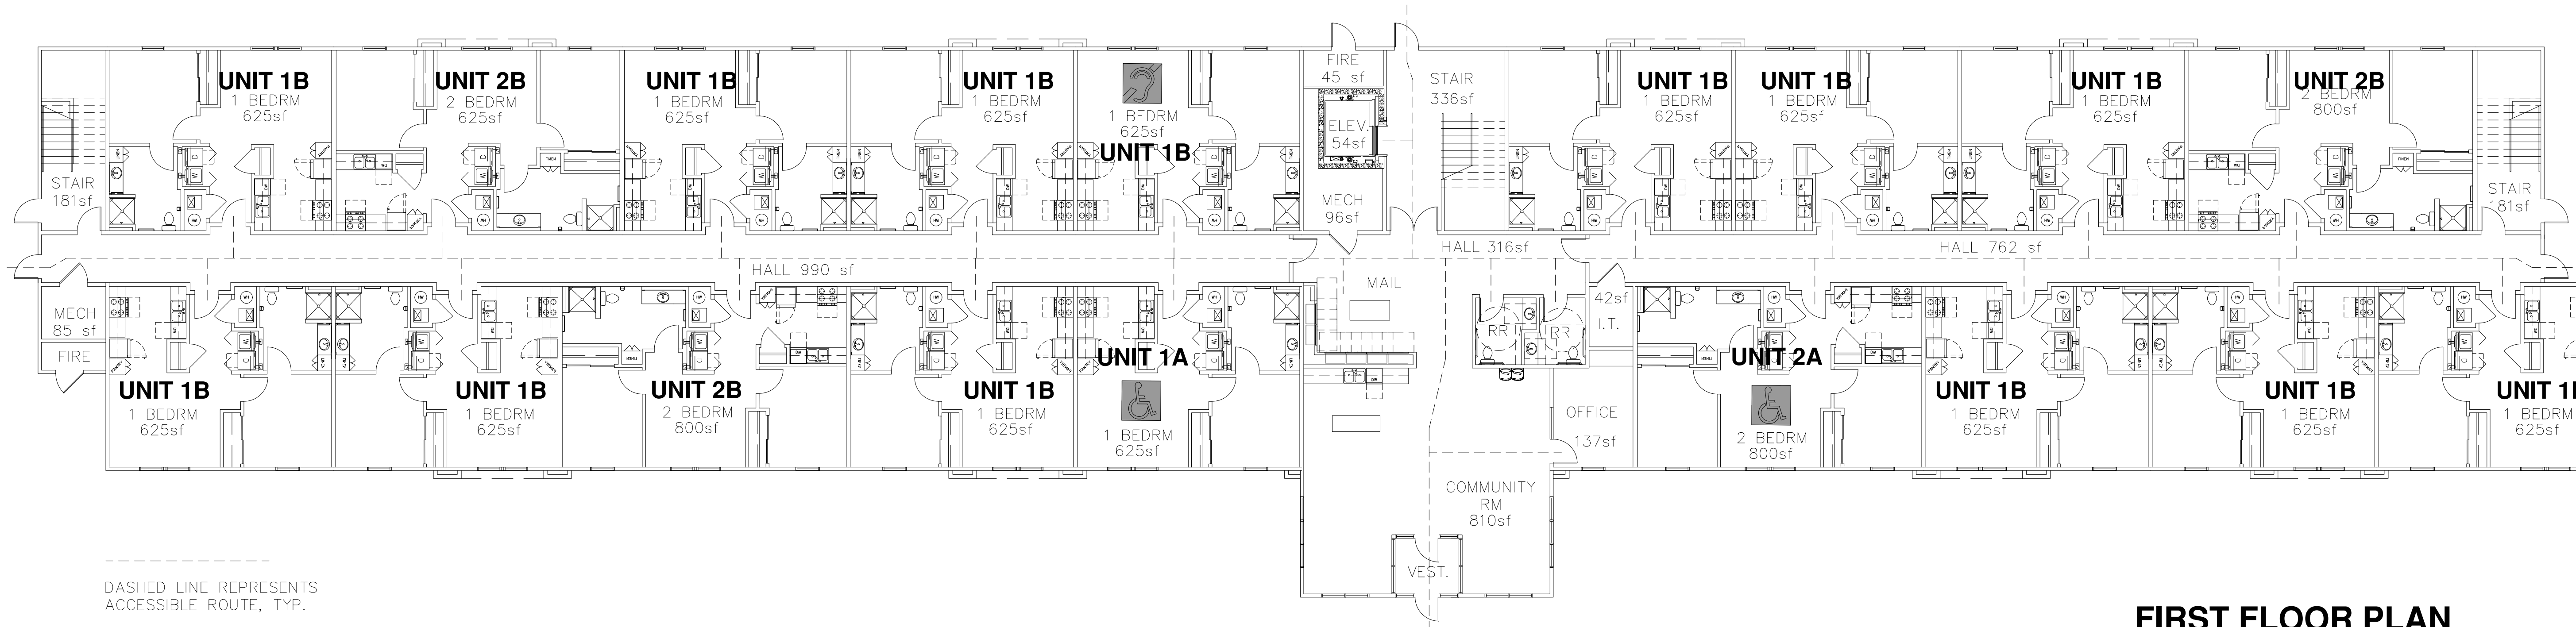 UNIT 1B
1 BEDRM
625sf
UNIT 2B
2 BEDRM
625sf
UNIT 1B
1 BEDRM
625sf
UNIT 1B
1 BEDRM
625sf
1 BEDRM
625sf
UNIT 1B
FIRE
45 sf
ELEV.
54sf
MECH
96sf
STAIR
336sf
UNIT 1B
1 BEDRM
625sf
UNIT 1B
1 BEDRM
625sf
UNIT 1B
1 BEDRM
625sf
UNIT 2B
2 BEDRM
800sf
STAIR
181sf
STAIR
181sf
HALL 990 sf
HALL 316sf
HALL 762 sf
MECH
85 sf
FIRE
UNIT 1B
1 BEDRM
625sf
UNIT 1B
1 BEDRM
625sf
UNIT 2B
2 BEDRM
800sf
UNIT 1B
1 BEDRM
625sf
UNIT 1A
1 BEDRM
625sf
MAIL
RR
RR
42sf
I.T.
OFFICE
137sf
UNIT 2A
2 BEDRM
800sf
UNIT 1B
1 BEDRM
625sf
UNIT 1B
1 BEDRM
625sf
UNIT
1 BEDRM
625sf
COMMUNITY
RM
810sf
VEST.
DASHED LINE REPRESENTS
ACCESSIBLE ROUTE, TYP.
FIRST FLOOR PLAN